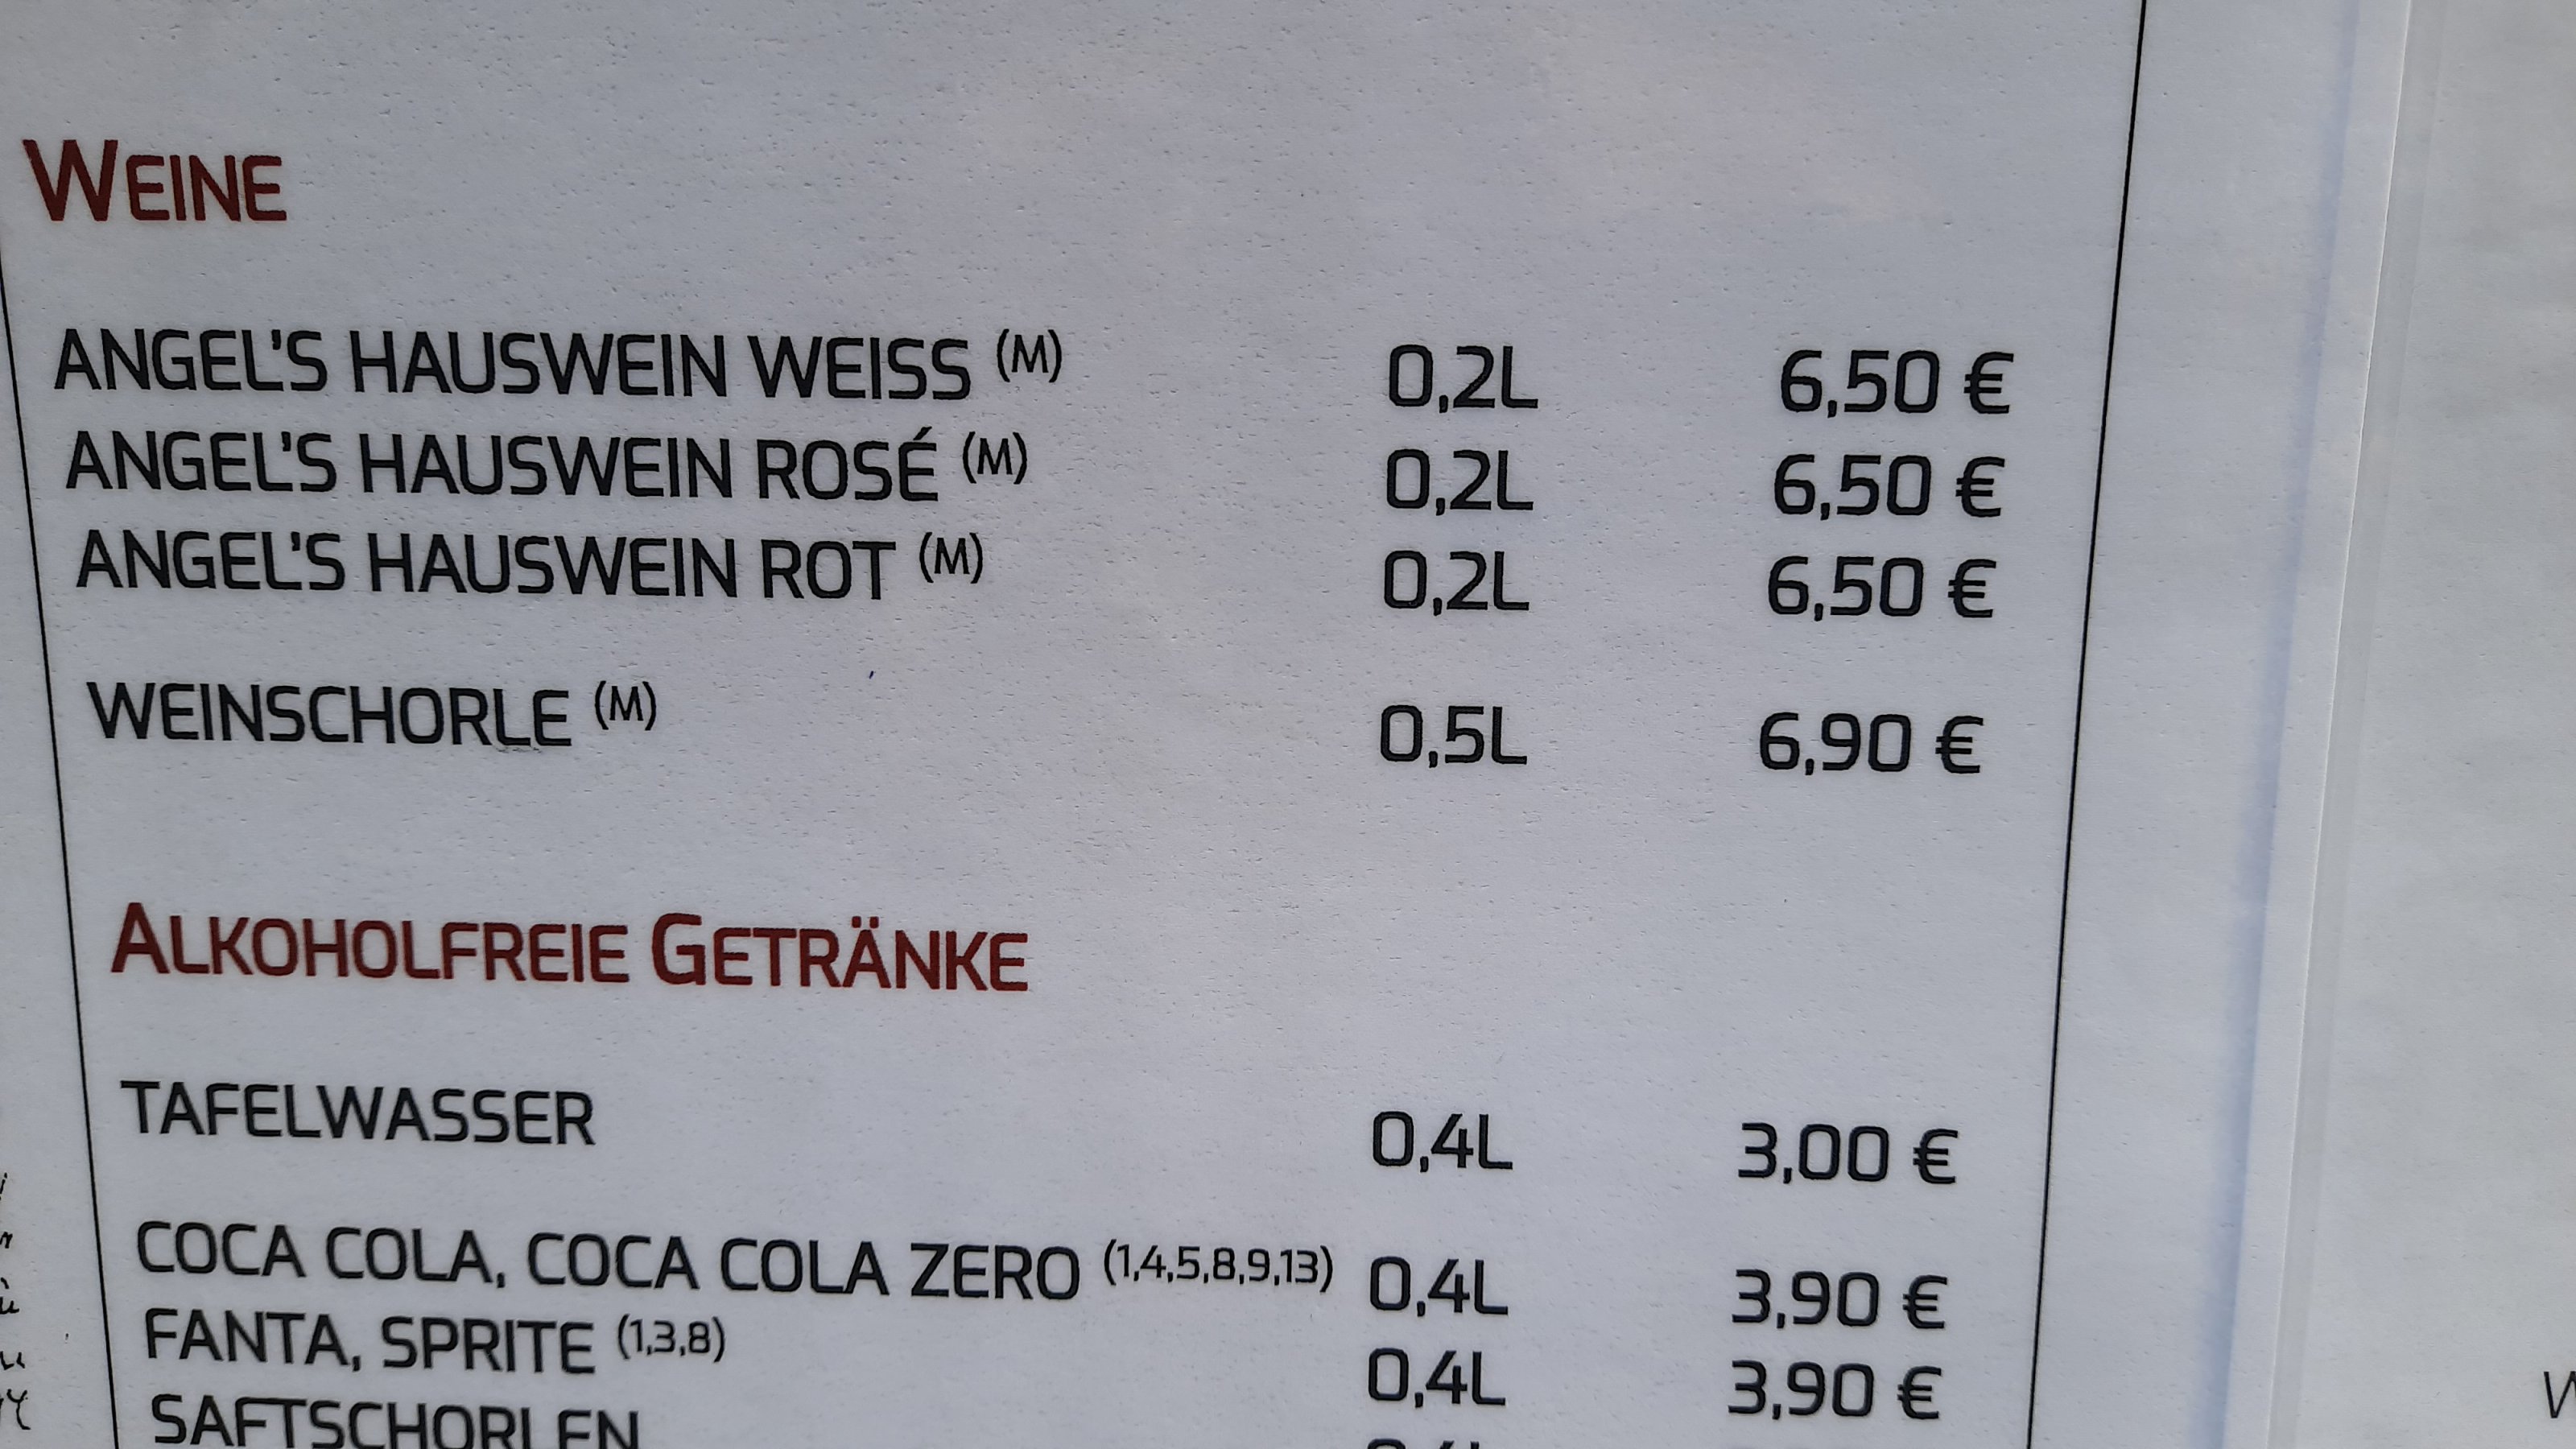 WEINE
ANGEL'S HAUSWEIN WEISS (M) 0,2L 6,50 €
ANGEL'S HAUSWEIN ROSÉ (M) 0,2L 6,50 €
ANGEL'S HAUSWEIN ROT (M) 0,2L 6,50 €
WEINSCHORLE (M) 0,5L 6,90 €
ALKOHOLFREIE GETRÄNKE
TAFELWASSER 0,4L 3,00 €
COCA COLA, COCA COLA ZERO (1,4,5,8,9,13) 0,4L 3,90 €
FANTA, SPRITE (1,3,8) 0,4L 3,90 €
SAFTSCHORLEN